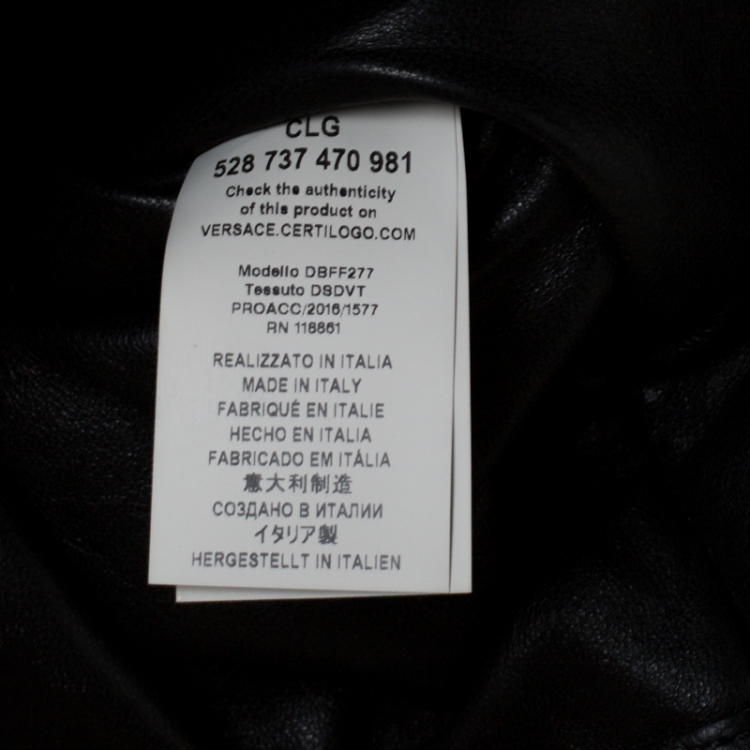 CLG
528 737 470 981
Check the authenticity
of this product on
VERSACE.CERTILOGO.COM
Modello DBFF277
Tessuto DSDVT
PROACC/2016/1577
RN 118861
REALIZZATO IN ITALIA
MADE IN ITALY
FABRIQUÉ EN ITALIE
HECHO EN ITALIA
FABRICADO EM ITÁLIA
意大利制造
СОЗДАНО В ИТАЛИИ
イタリア製
HERGESTELLT IN ITALIEN